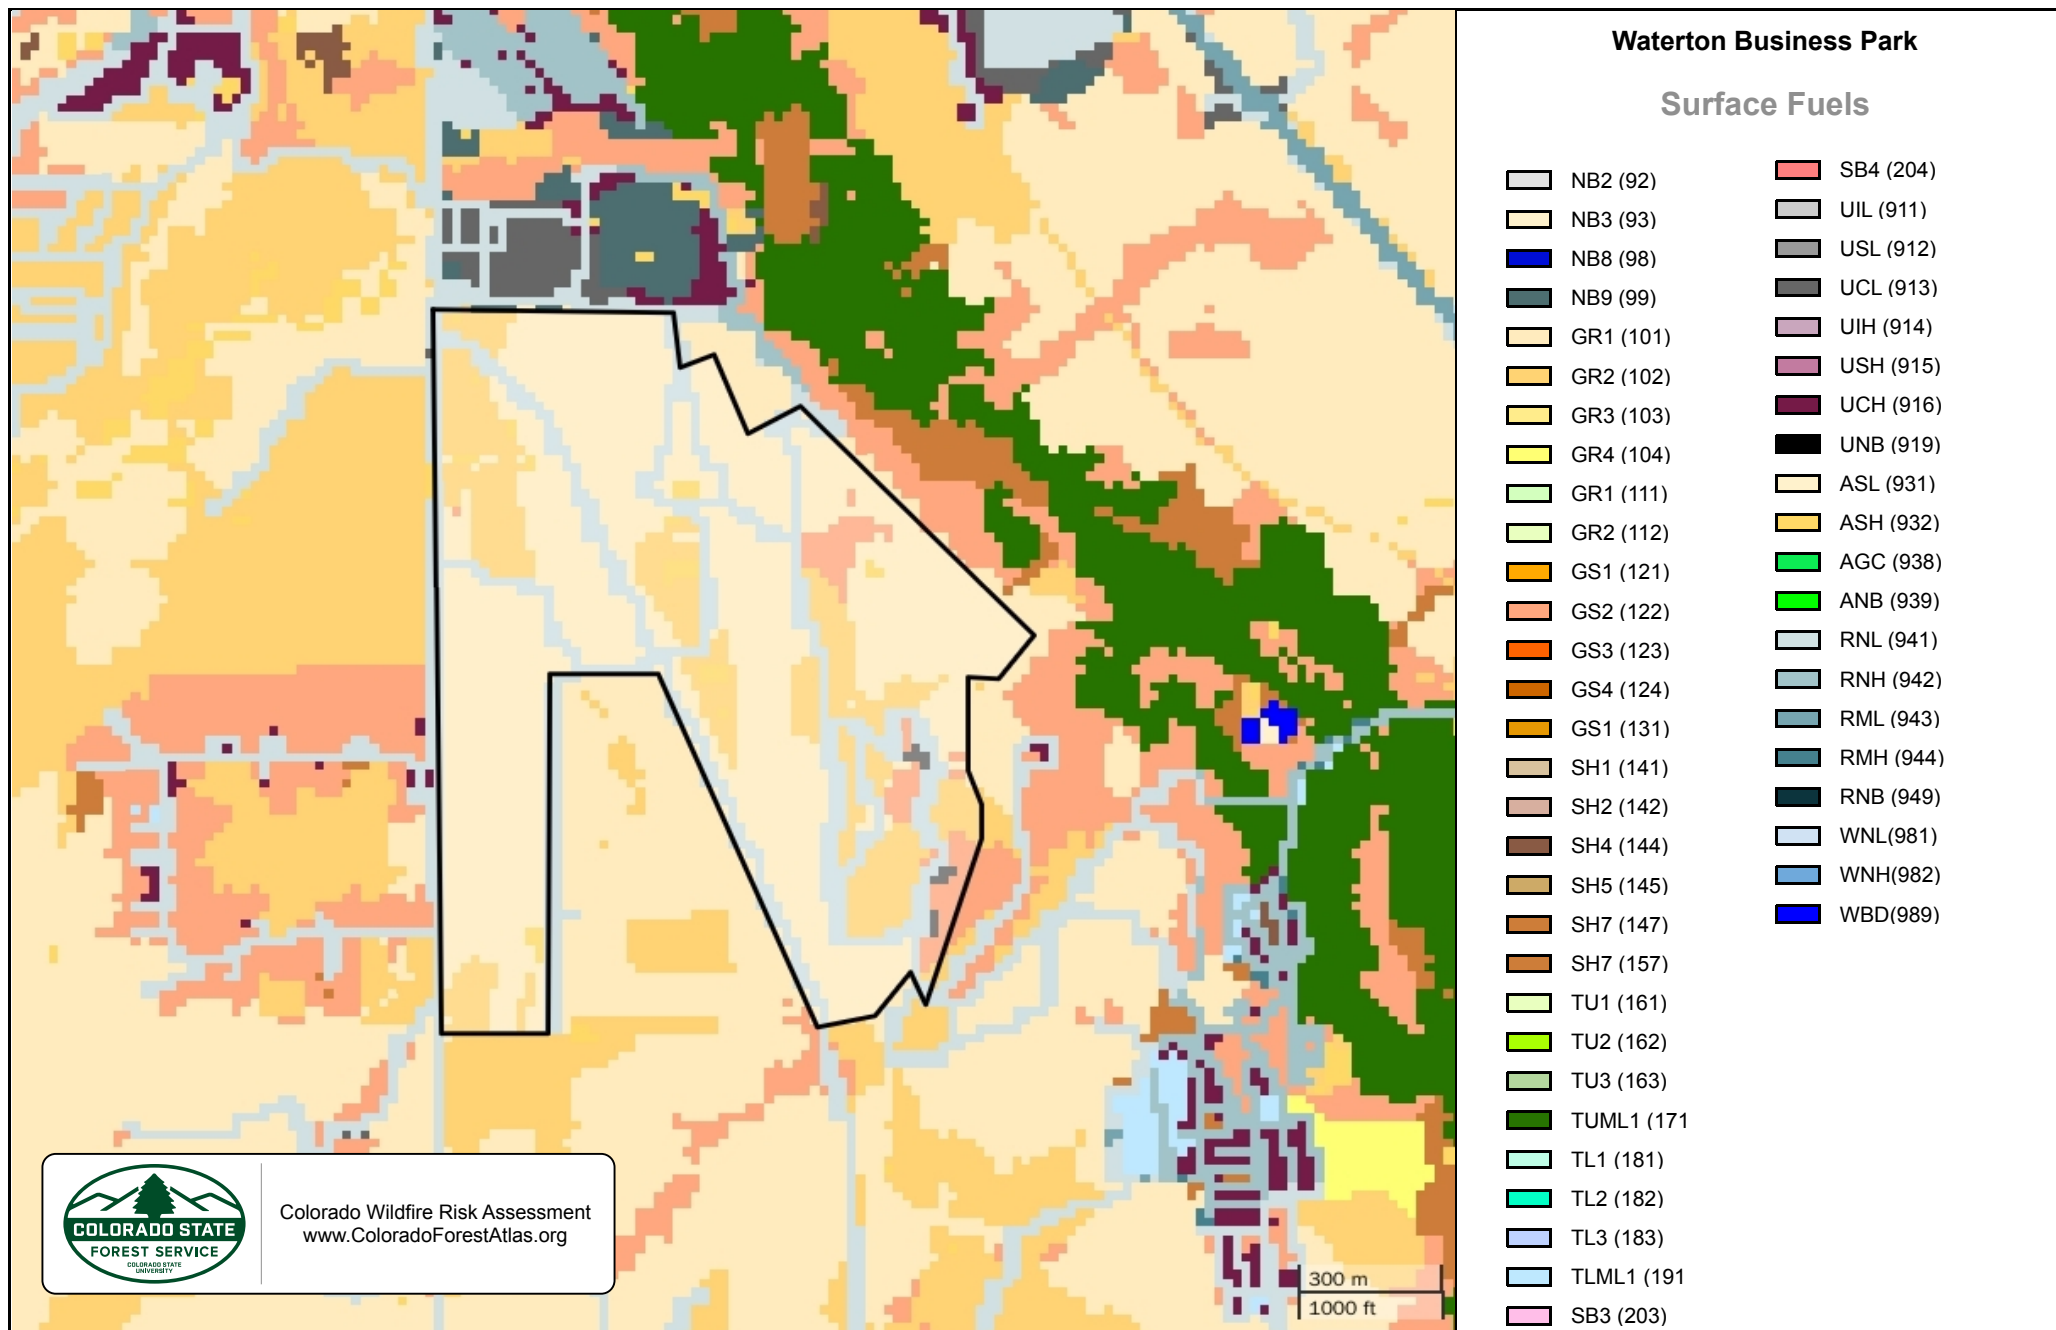 Waterton Business Park
Surface Fuels
NB2 (92)
NB3 (93)
NB8 (98)
NB9 (99)
GR1 (101)
GR2 (102)
GR3 (103)
GR4 (104)
GR1 (111)
GR2 (112)
GS1 (121)
GS2 (122)
GS3 (123)
GS4 (124)
GS1 (131)
SH1 (141)
SH2 (142)
SH4 (144)
SH5 (145)
SH7 (147)
SH7 (157)
TU1 (161)
TU2 (162)
TU3 (163)
TUML1 (171
TL1 (181)
TL2 (182)
TL3 (183)
TLML1 (191
SB3 (203)
SB4 (204)
UIL (911)
USL (912)
UCL (913)
UIH (914)
USH (915)
UCH (916)
UNB (919)
ASL (931)
ASH (932)
AGC (938)
ANB (939)
RNL (941)
RNH (942)
RML (943)
RMH (944)
RNB (949)
WNL(981)
WNH(982)
WBD(989)
COLORADO STATE
FOREST SERVICE
COLORADO STATE
UNIVERSITY
Colorado Wildfire Risk Assessment
www.ColoradoForestAtlas.org
300 m
1000 ft